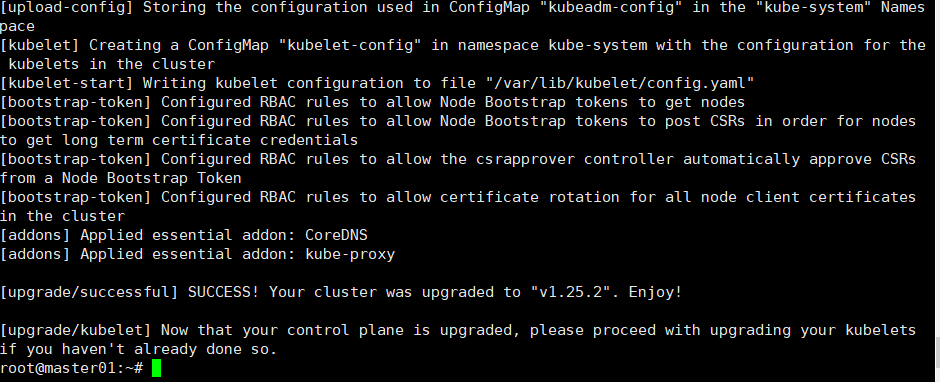 [upload-config] Storing the configuration used in ConfigMap "kubeadm-config" in the "kube-system" Names
pace
[kubelet] Creating a ConfigMap "kubelet-config" in namespace kube-system with the configuration for the
 kubelets in the cluster
[kubelet-start] Writing kubelet configuration to file "/var/lib/kubelet/config.yaml"
[bootstrap-token] Configured RBAC rules to allow Node Bootstrap tokens to get nodes
[bootstrap-token] Configured RBAC rules to allow Node Bootstrap tokens to post CSRs in order for nodes
to get long term certificate credentials
[bootstrap-token] Configured RBAC rules to allow the csrapprover controller automatically approve CSRs
from a Node Bootstrap Token
[bootstrap-token] Configured RBAC rules to allow certificate rotation for all node client certificates
in the cluster
[addons] Applied essential addon: CoreDNS
[addons] Applied essential addon: kube-proxy
[upgrade/successful] SUCCESS! Your cluster was upgraded to "v1.25.2". Enjoy!
[upgrade/kubelet] Now that your control plane is upgraded, please proceed with upgrading your kubelets
if you haven't already done so.
root@master01:~#